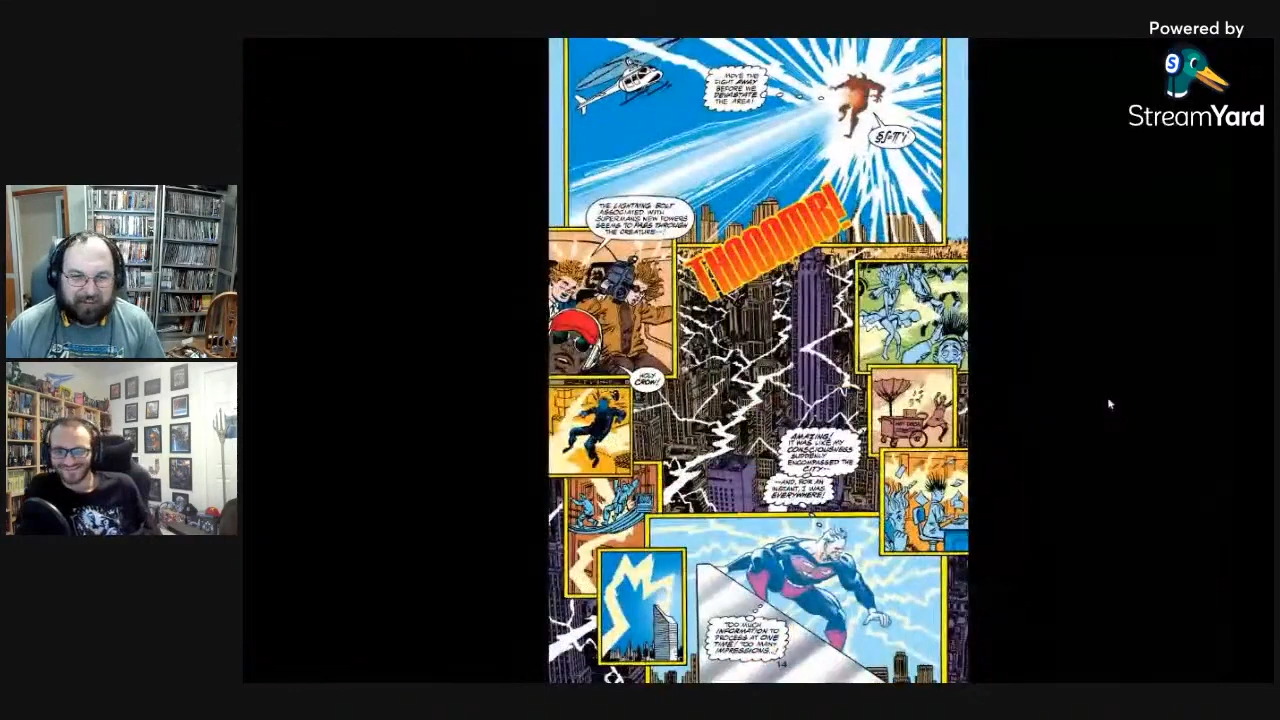 Powered by
S
StreamYard
MOVE THE
FIGHT AWAY
BEFORE WE
DEVASTATE
THE AREA!
THE LIGHTNING BOLT
ASSOCIATED WITH
SUPERMAN'S NEW POWERS
SEEMS TO PASS THROUGH
THE CREATURE--!
HOLY
CROW!
AMAZING!
IT WAS LIKE MY
CONSCIOUSNESS
SUDDENLY
ENCOMPASSED THE
CITY--
--AND, FOR AN
INSTANT, I WAS
EVERYWHERE!
TOO MUCH
INFORMATION TO
PROCESS AT ONE
TIME! TOO MANY
IMPRESSIONS..!
14